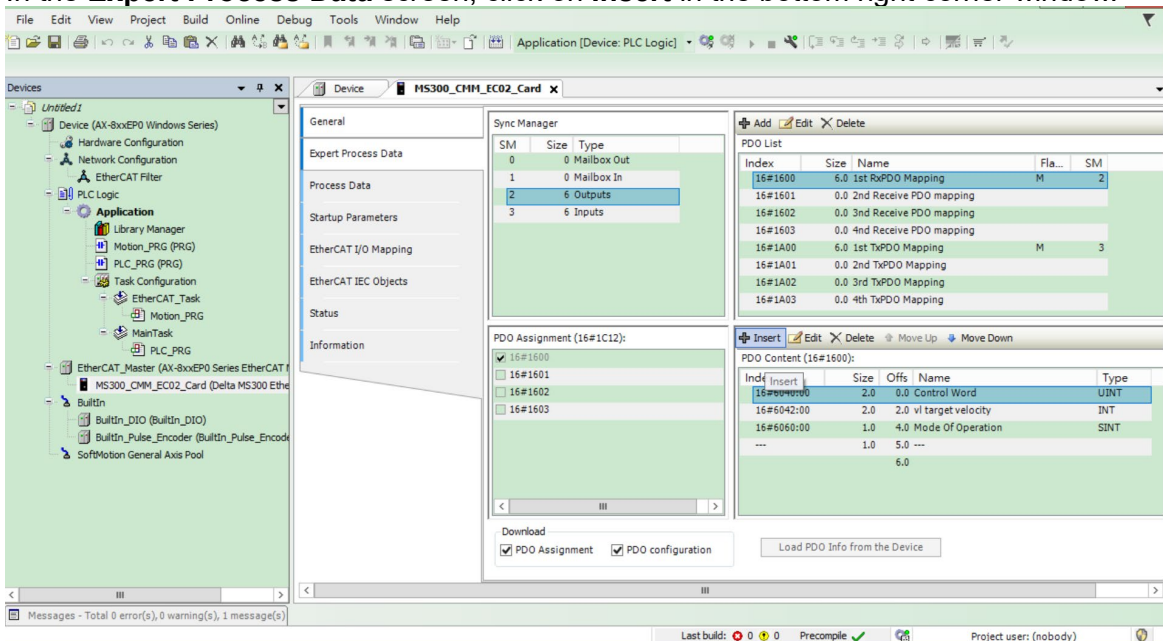 In the Expert Process Data screen, click on Insert in the bottom right corner window.
File Edit View Project Build Online Debug Tools Window Help
Application [Device: PLC Logic]
Devices
Device
MS300_CMM_EC02_Card
Untitled1
Device (AX-8xxEP0 Windows Series)
Hardware Configuration
Network Configuration
EtherCAT Filter
PLC Logic
Application
Library Manager
Motion_PRG (PRG)
PLC_PRG (PRG)
Task Configuration
EtherCAT_Task
Motion_PRG
MainTask
PLC_PRG
EtherCAT_Master (AX-8xxEP0 Series EtherCAT M
MS300_CMM_EC02_Card (Delta MS300 Ethe
BuiltIn
BuiltIn_DIO (BuiltIn_DIO)
BuiltIn_Pulse_Encoder (BuiltIn_Pulse_Encode
SoftMotion General Axis Pool
General
Expert Process Data
Process Data
Startup Parameters
EtherCAT I/O Mapping
EtherCAT IEC Objects
Status
Information
Sync Manager
SM Size Type
0 0 Mailbox Out
1 0 Mailbox In
2 6 Outputs
3 6 Inputs
Add Edit Delete
PDO List
Index Size Name Fla... SM
16#1600 6.0 1st RxPDO Mapping M 2
16#1601 0.0 2nd Receive PDO mapping
16#1602 0.0 3nd Receive PDO mapping
16#1603 0.0 4nd Receive PDO mapping
16#1A00 6.0 1st TxPDO Mapping M 3
16#1A01 0.0 2nd TxPDO Mapping
16#1A02 0.0 3rd TxPDO Mapping
16#1A03 0.0 4th TxPDO Mapping
PDO Assignment (16#1C12):
16#1600
16#1601
16#1602
16#1603
Insert Edit Delete Move Up Move Down
PDO Content (16#1600):
Size Offs Name Type
Insert
16#6040:00 2.0 0.0 Control Word UINT
16#6042:00 2.0 2.0 vl target velocity INT
16#6060:00 1.0 4.0 Mode Of Operation SINT
--- 1.0 5.0 ---
6.0
Download
PDO Assignment PDO configuration
Load PDO Info from the Device
Messages - Total 0 error(s), 0 warning(s), 1 message(s)
Last build: 0 0 Precompile Project user: (nobody)